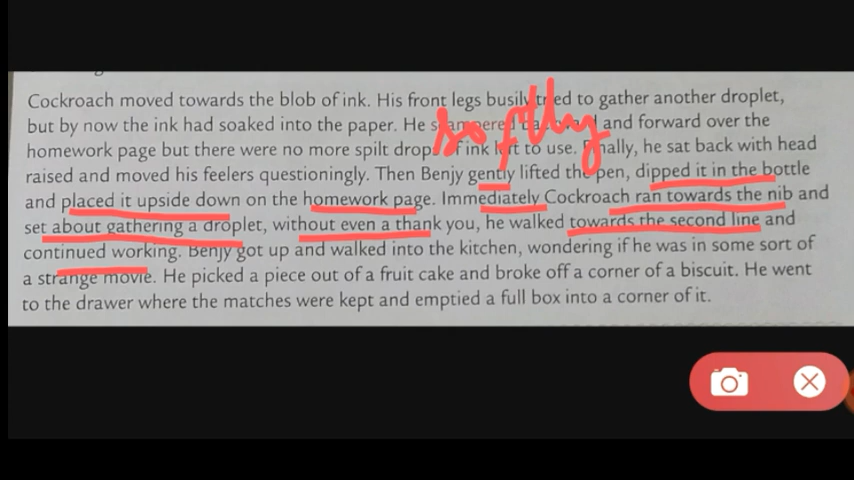 Cockroach moved towards the blob of ink. His front legs busily tried to gather another droplet,
but by now the ink had soaked into the paper. He scampered backward and forward over the
homework page but there were no more spilt drops of ink left to use. Finally, he sat back with head
raised and moved his feelers questioningly. Then Benjy gently lifted the pen, dipped it in the bottle
and placed it upside down on the homework page. Immediately Cockroach ran towards the nib and
set about gathering a droplet, without even a thank you, he walked towards the second line and
continued working. Benjy got up and walked into the kitchen, wondering if he was in some sort of
a strange movie. He picked a piece out of a fruit cake and broke off a corner of a biscuit. He went
to the drawer where the matches were kept and emptied a full box into a corner of it.
softly